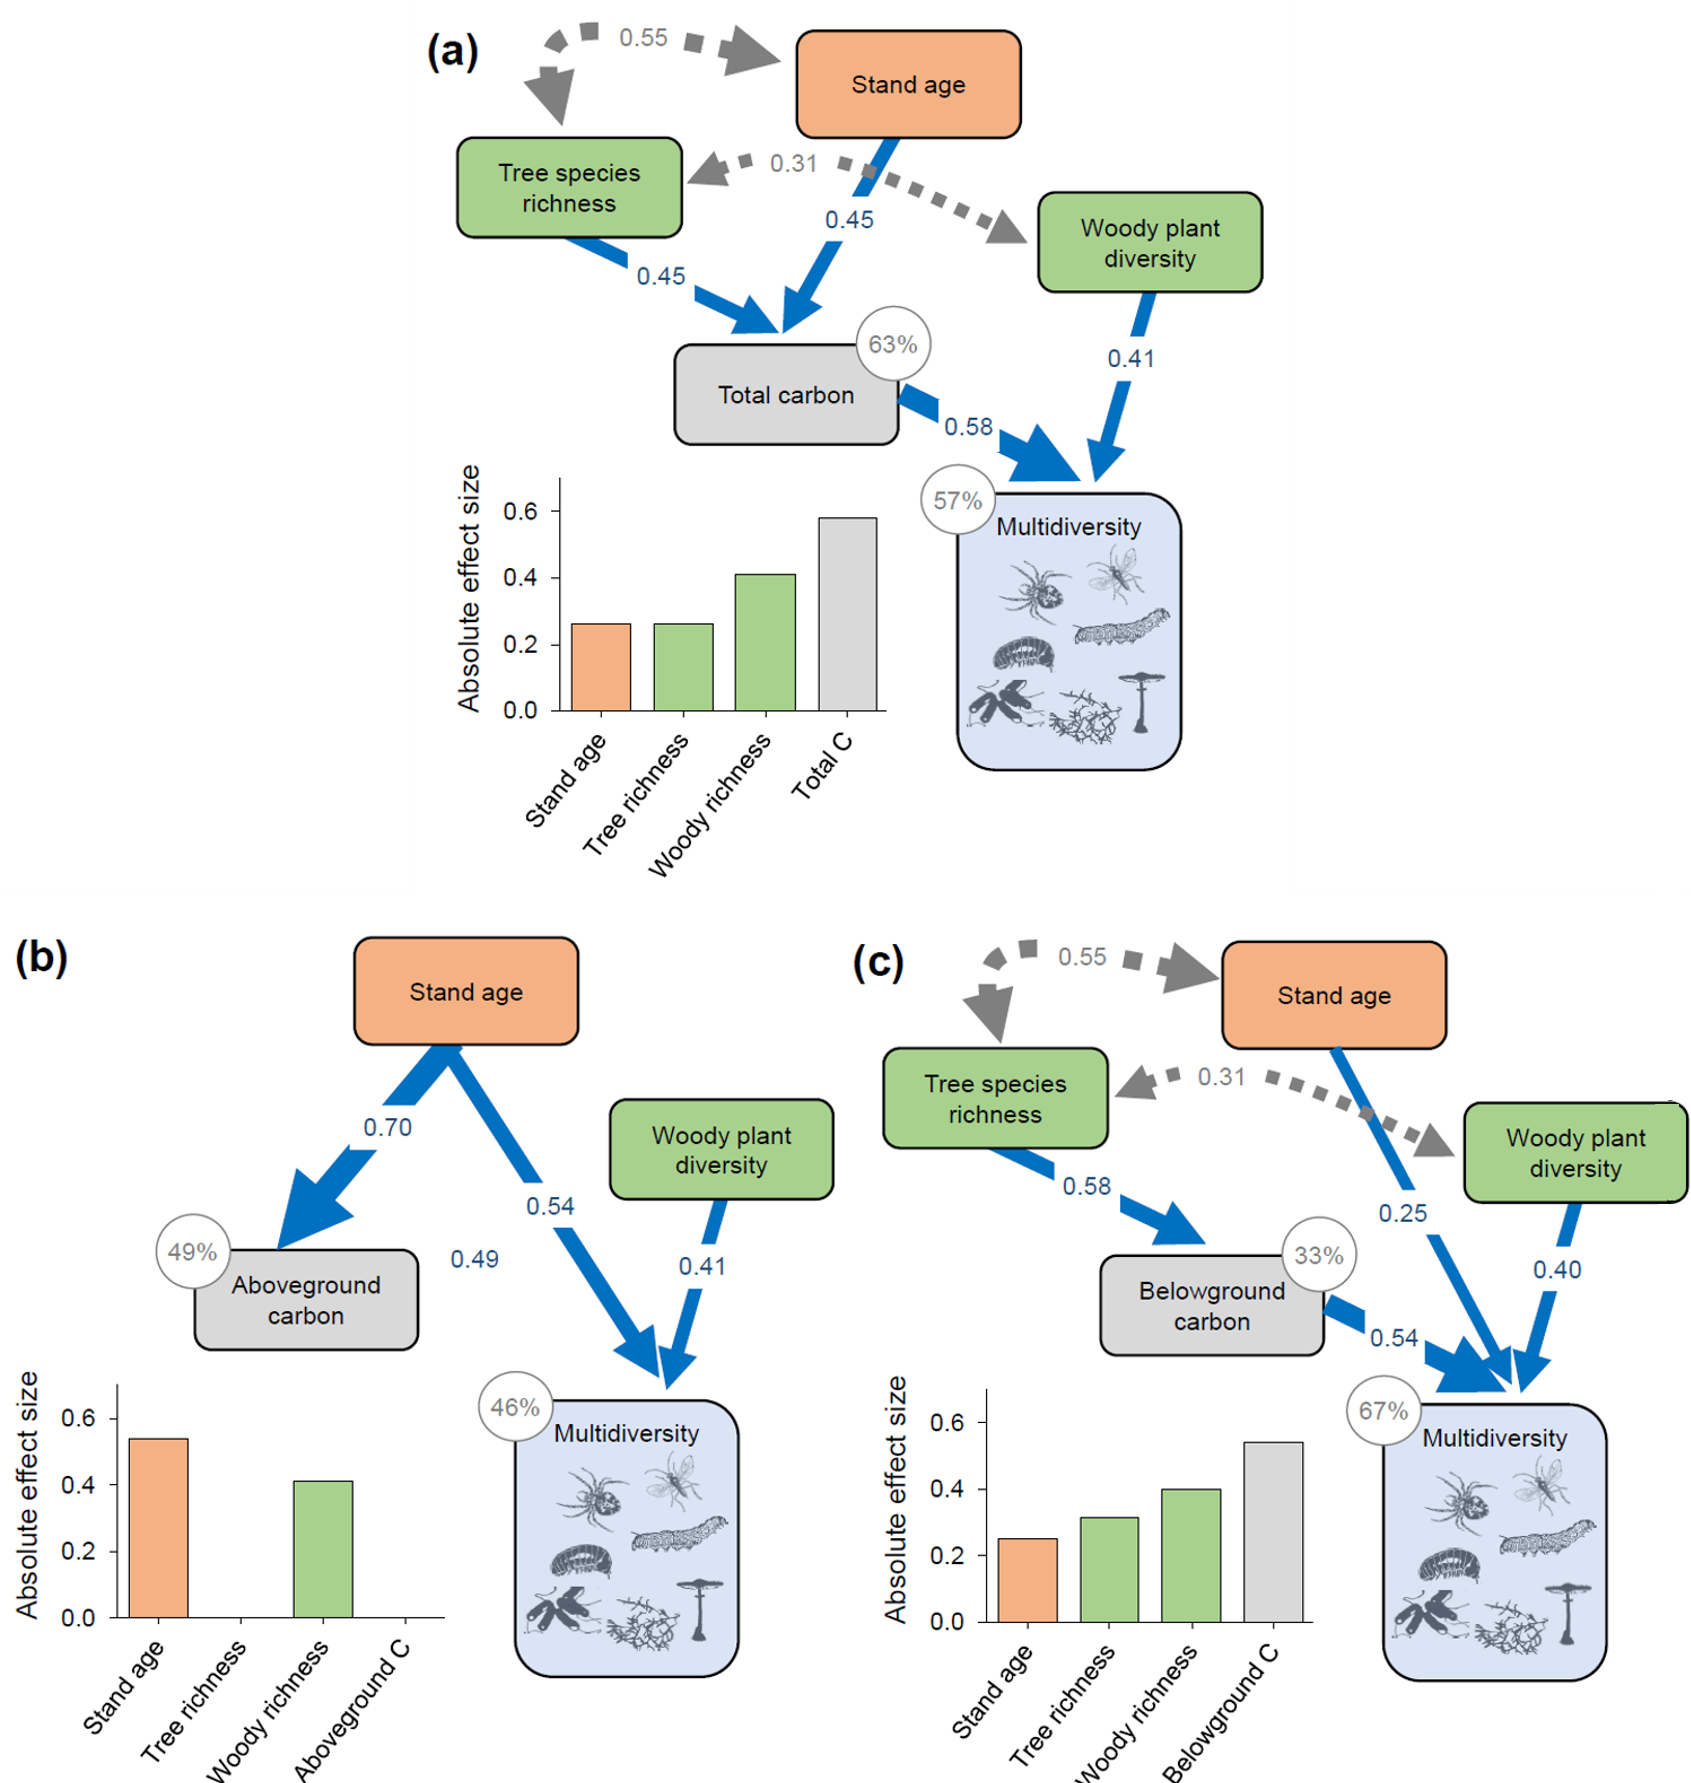 (a)
0.55
Stand age
Tree species
richness
0.31
Woody plant
diversity
0.45
0.45
63%
Total carbon
0.41
0.58
57%
Multidiversity
Absolute effect size
0.6
0.4
0.2
0.0
Stand age
Tree richness
Woody richness
Total C
(b)
Stand age
0.70
Woody plant
diversity
0.54
0.49
0.41
49%
Aboveground
carbon
46%
Multidiversity
Absolute effect size
0.6
0.4
0.2
0.0
Stand age
Tree richness
Woody richness
Aboveground C
(c)
0.55
Stand age
Tree species
richness
0.31
Woody plant
diversity
0.58
0.25
0.40
33%
Belowground
carbon
0.54
67%
Multidiversity
Absolute effect size
0.6
0.4
0.2
0.0
Stand age
Tree richness
Woody richness
Belowground C